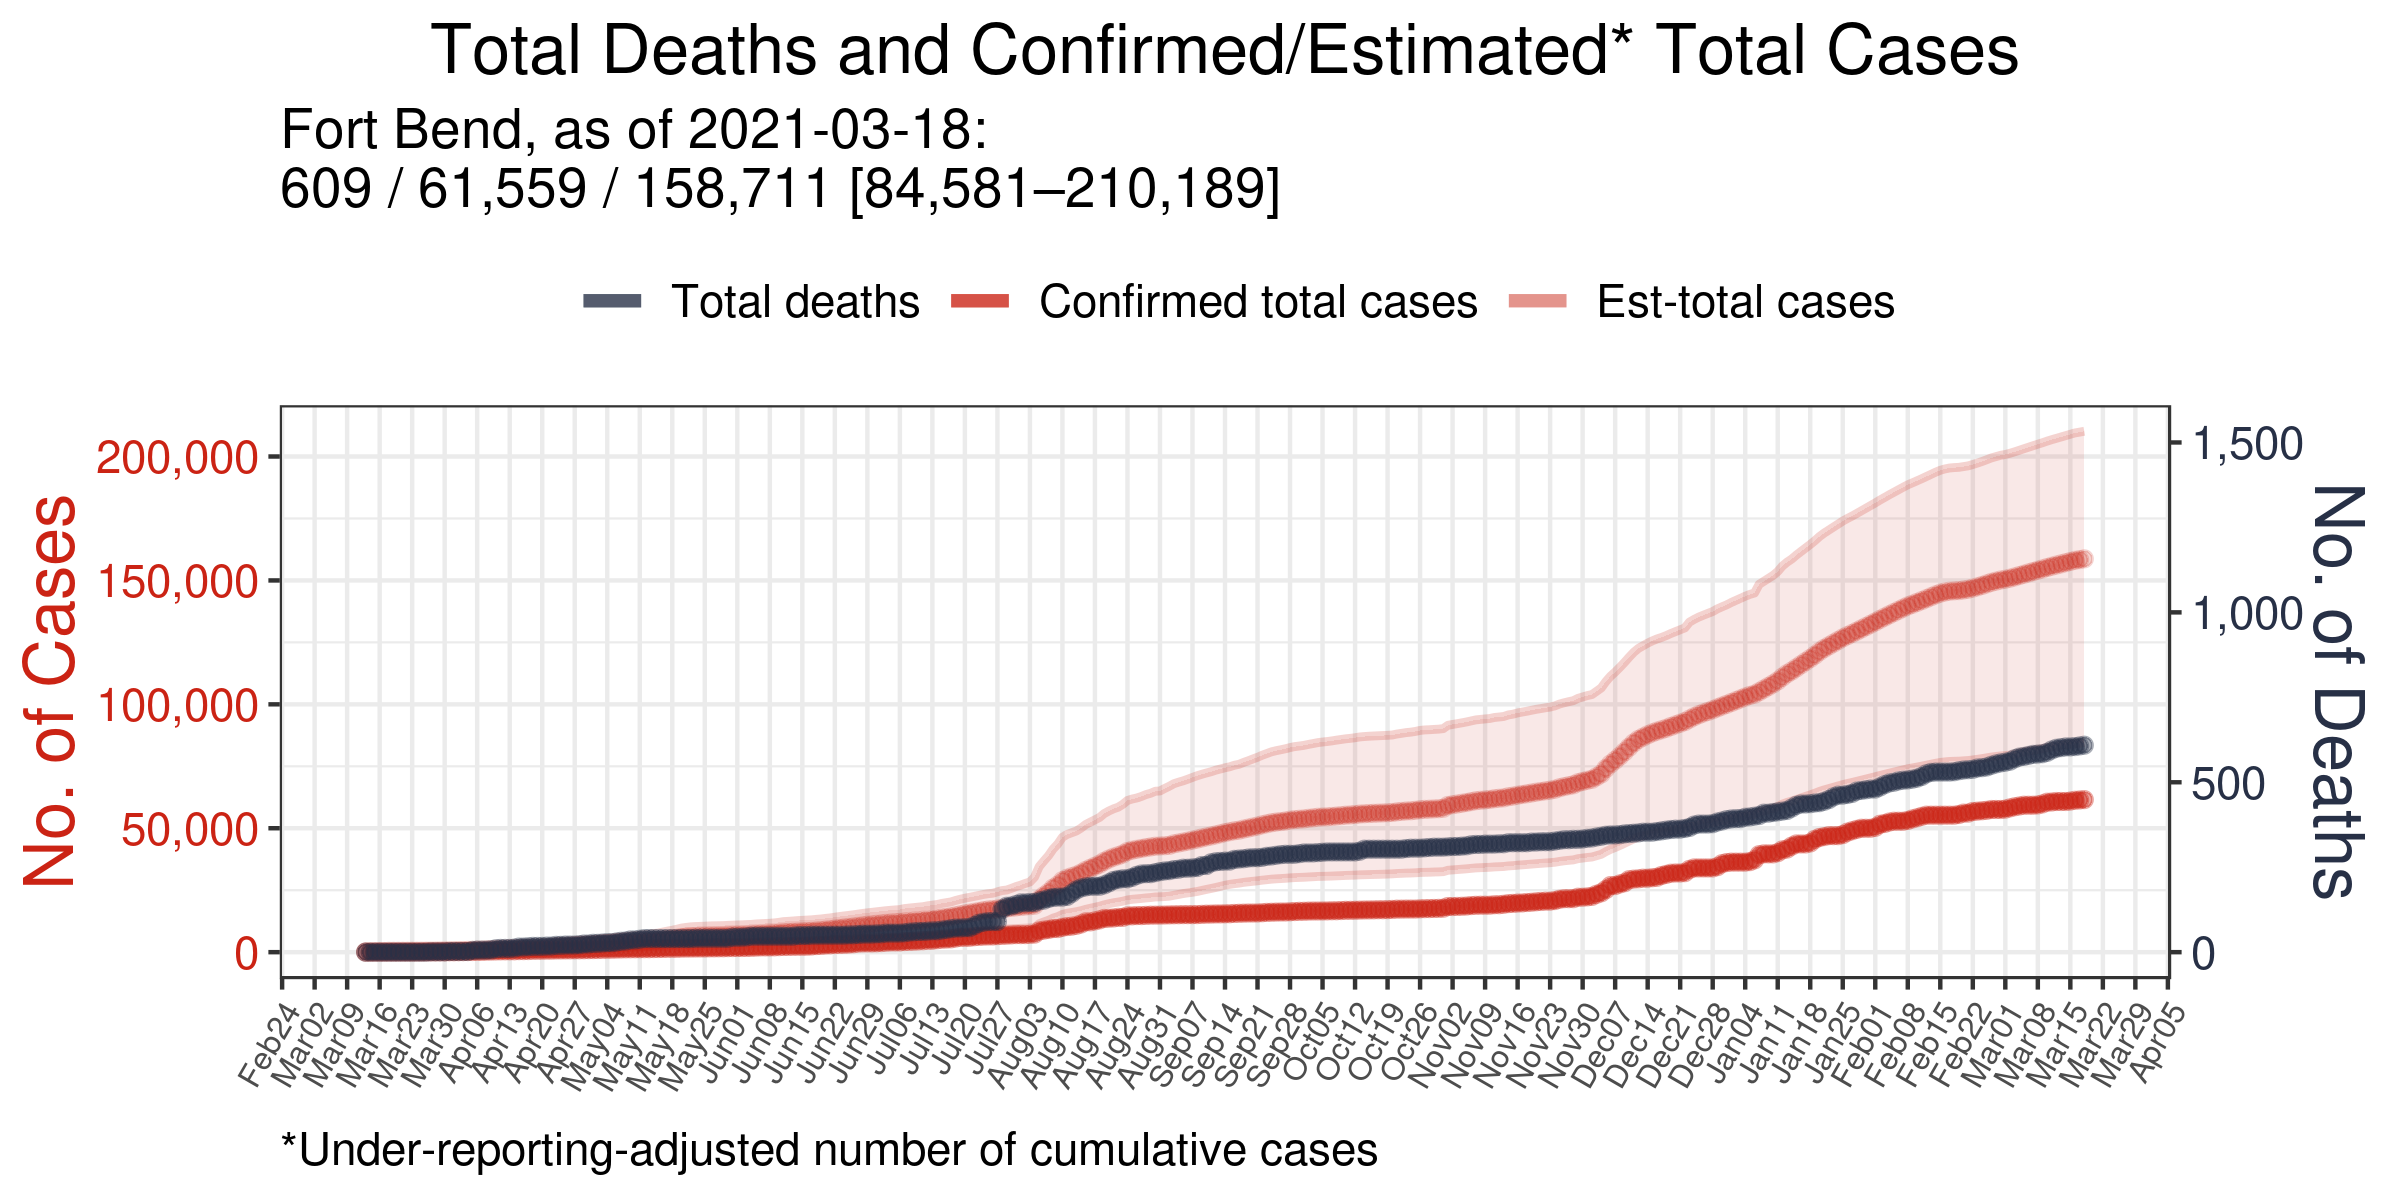 Total Deaths and Confirmed/Estimated* Total Cases
Fort Bend, as of 2021-03-18:
609 / 61,559 / 158,711 [84,581–210,189]
Total deaths
Confirmed total cases
Est-total cases
No. of Cases
200,000
150,000
100,000
50,000
0
1,500
1,000
500
0
No. of Deaths
Feb24
Mar02
Mar09
Mar16
Mar23
Mar30
Apr06
Apr13
Apr20
Apr27
May04
May11
May18
May25
Jun01
Jun08
Jun15
Jun22
Jun29
Jul06
Jul13
Jul20
Jul27
Aug03
Aug10
Aug17
Aug24
Aug31
Sep07
Sep14
Sep21
Sep28
Oct05
Oct12
Oct19
Oct26
Nov02
Nov09
Nov16
Nov23
Nov30
Dec07
Dec14
Dec21
Dec28
Jan04
Jan11
Jan18
Jan25
Feb01
Feb08
Feb15
Feb22
Mar01
Mar08
Mar15
Mar22
Mar29
Apr05
*Under-reporting-adjusted number of cumulative cases